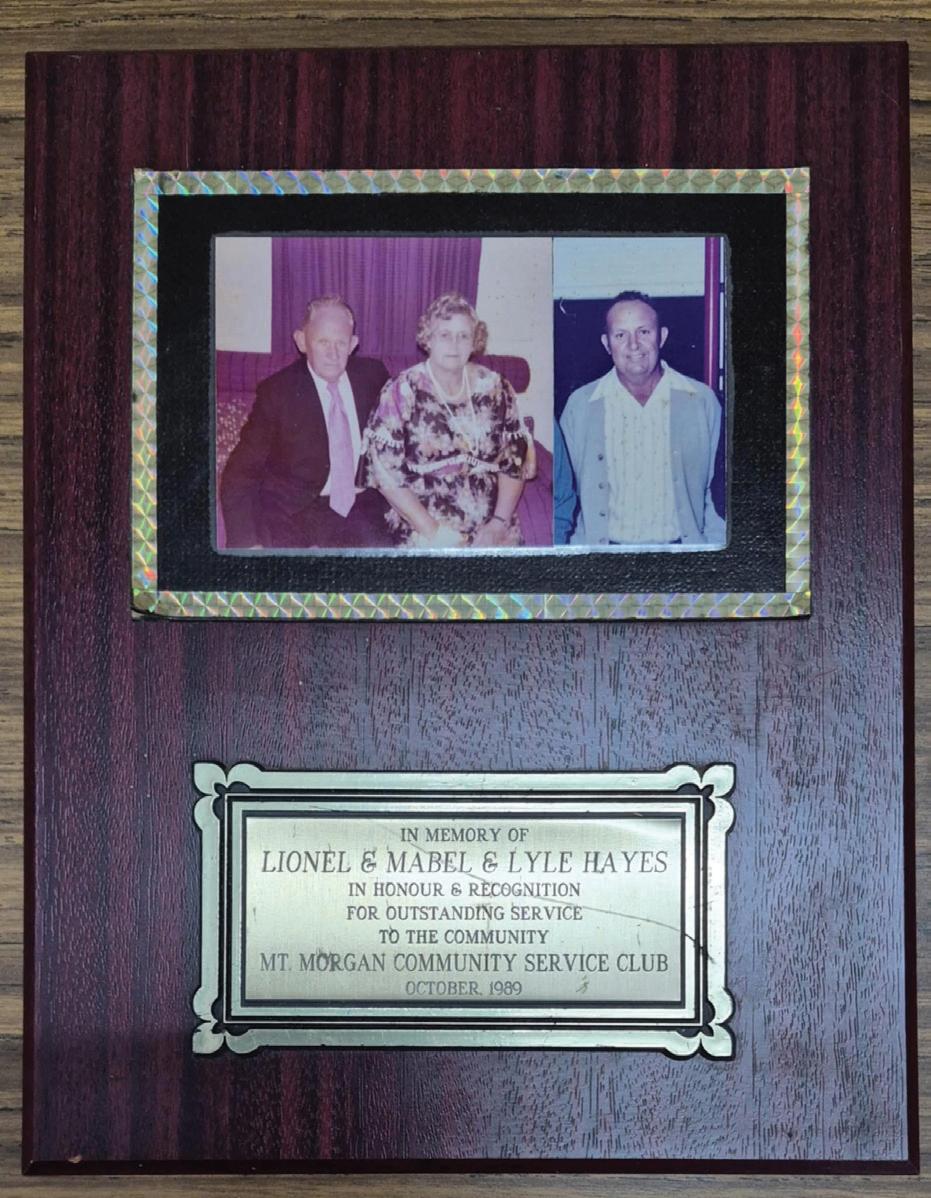 IN MEMORY OF
LIONEL & MABEL & LYLE HAYES
IN HONOUR & RECOGNITION
FOR OUTSTANDING SERVICE
TO THE COMMUNITY
MT. MORGAN COMMUNITY SERVICE CLUB
OCTOBER, 1989